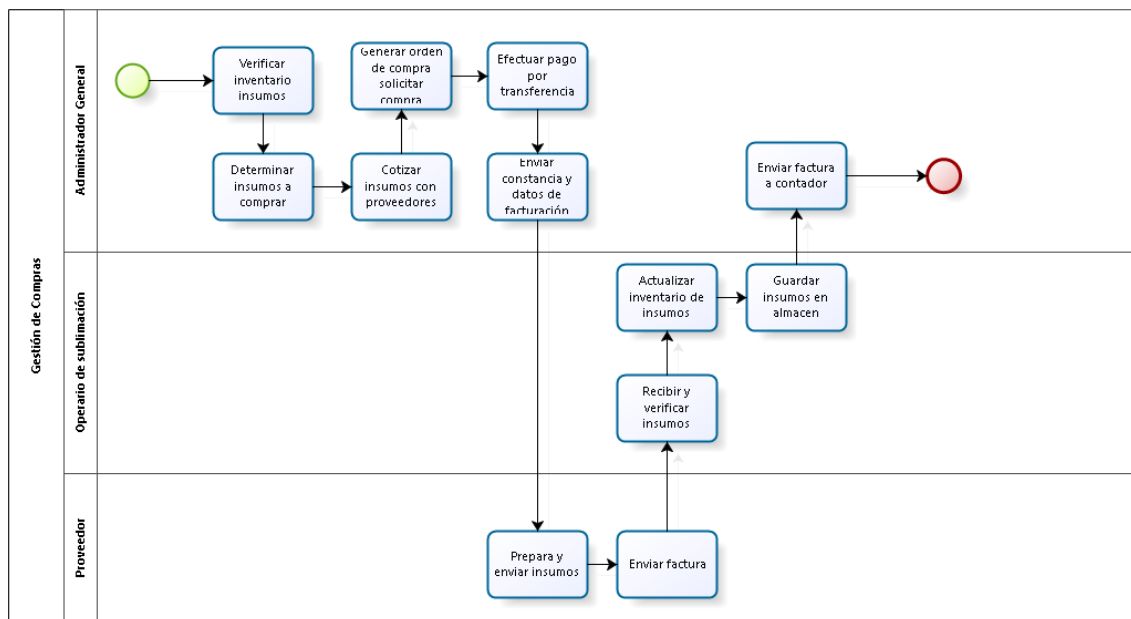 Gestión de Compras
Administrador General
Verificar
inventario
insumos
Determinar
insumos a
comprar
Cotizar
insumos con
proveedores
Generar orden
de compra
solicitar
compra
Efectuar pago
por
transferencia
Enviar
constancia y
datos de
facturación
Enviar factura
a contador
Operario de sublimación
Actualizar
inventario de
insumos
Guardar
insumos en
almacen
Recibir y
verificar
insumos
Proveedor
Prepara y
enviar insumos
Enviar factura